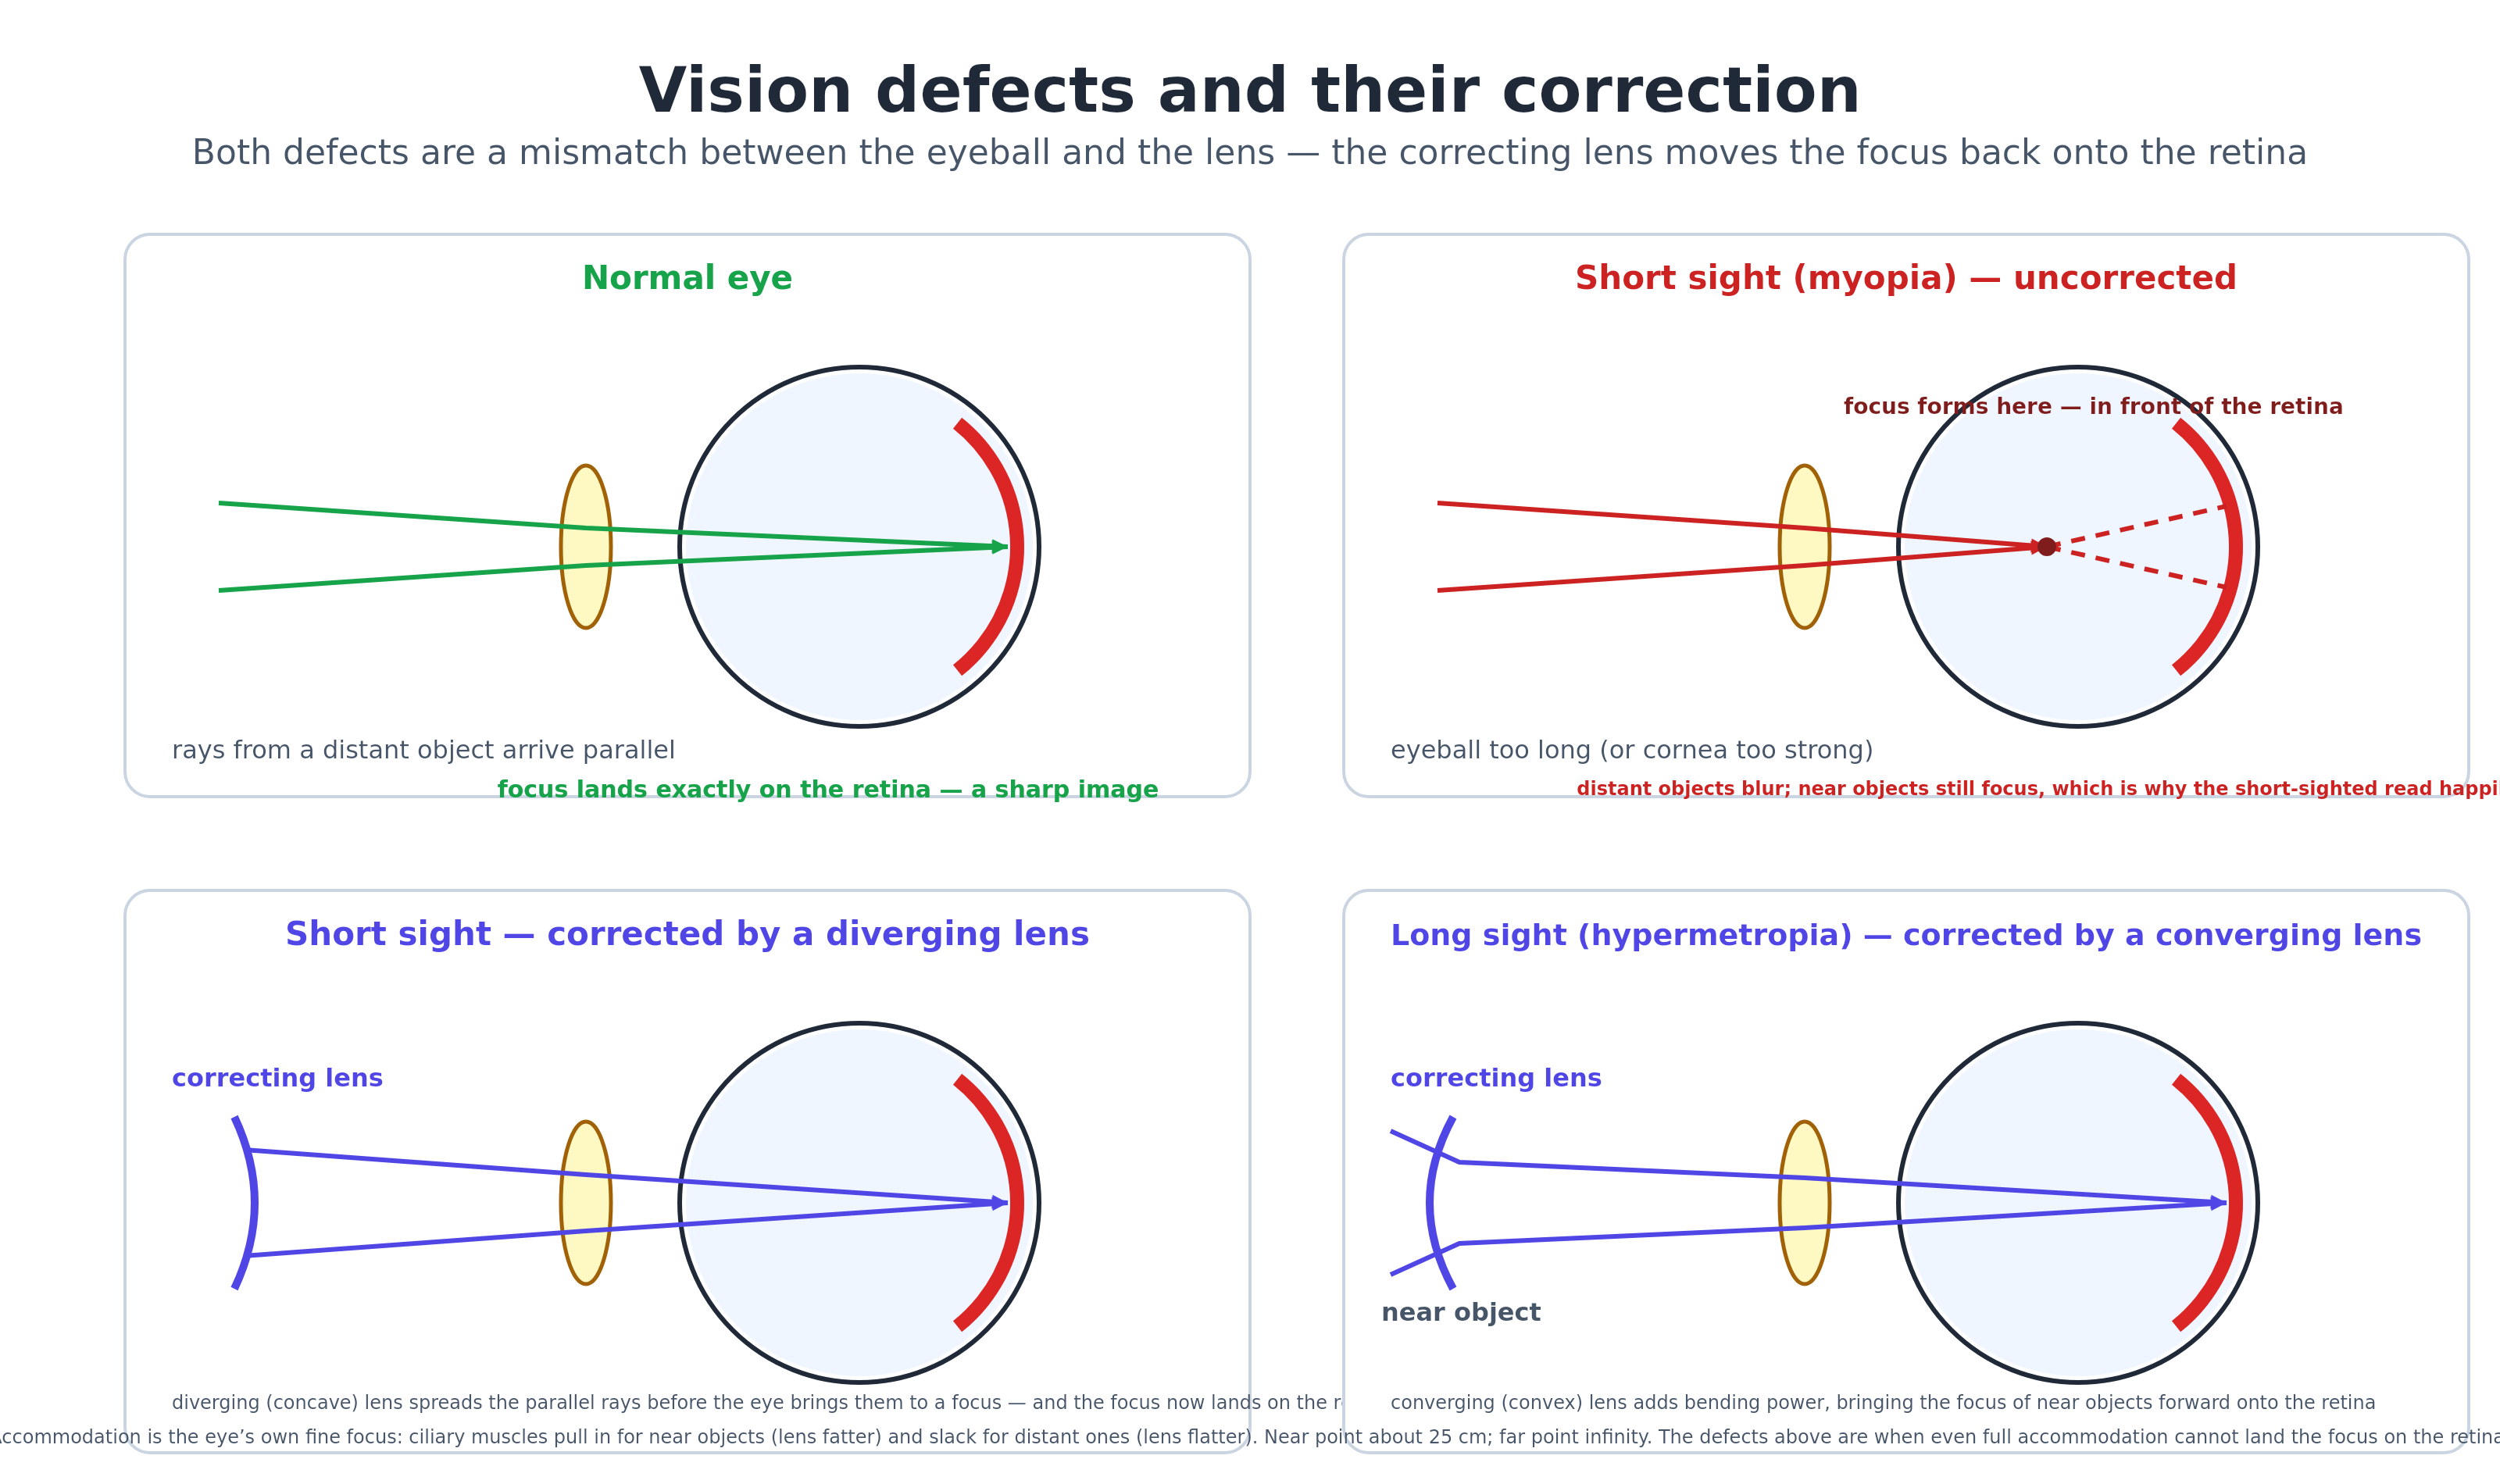 Vision defects and their correction
Both defects are a mismatch between the eyeball and the lens — the correcting lens moves the focus back onto the retina
Normal eye
rays from a distant object arrive parallel
focus lands exactly on the retina — a sharp image
Short sight (myopia) — uncorrected
focus forms here — in front of the retina
eyeball too long (or cornea too strong)
distant objects blur; near objects still focus, which is why the short-sighted read
Short sight — corrected by a diverging lens
correcting lens
diverging (concave) lens spreads the parallel rays before the eye brings them to a focus — and the focus now lands on the
Long sight (hypermetropia) — corrected by a converging lens
correcting lens
near object
converging (convex) lens adds bending power, bringing the focus of near objects forward onto the retina
Accommodation is the eye’s own fine focus: ciliary muscles pull in for near objects (lens fatter) and slack for distant ones (lens flatter). Near point about 25 cm; far point infinity. The defects above are when even full accommodation cannot land the focus on the retina